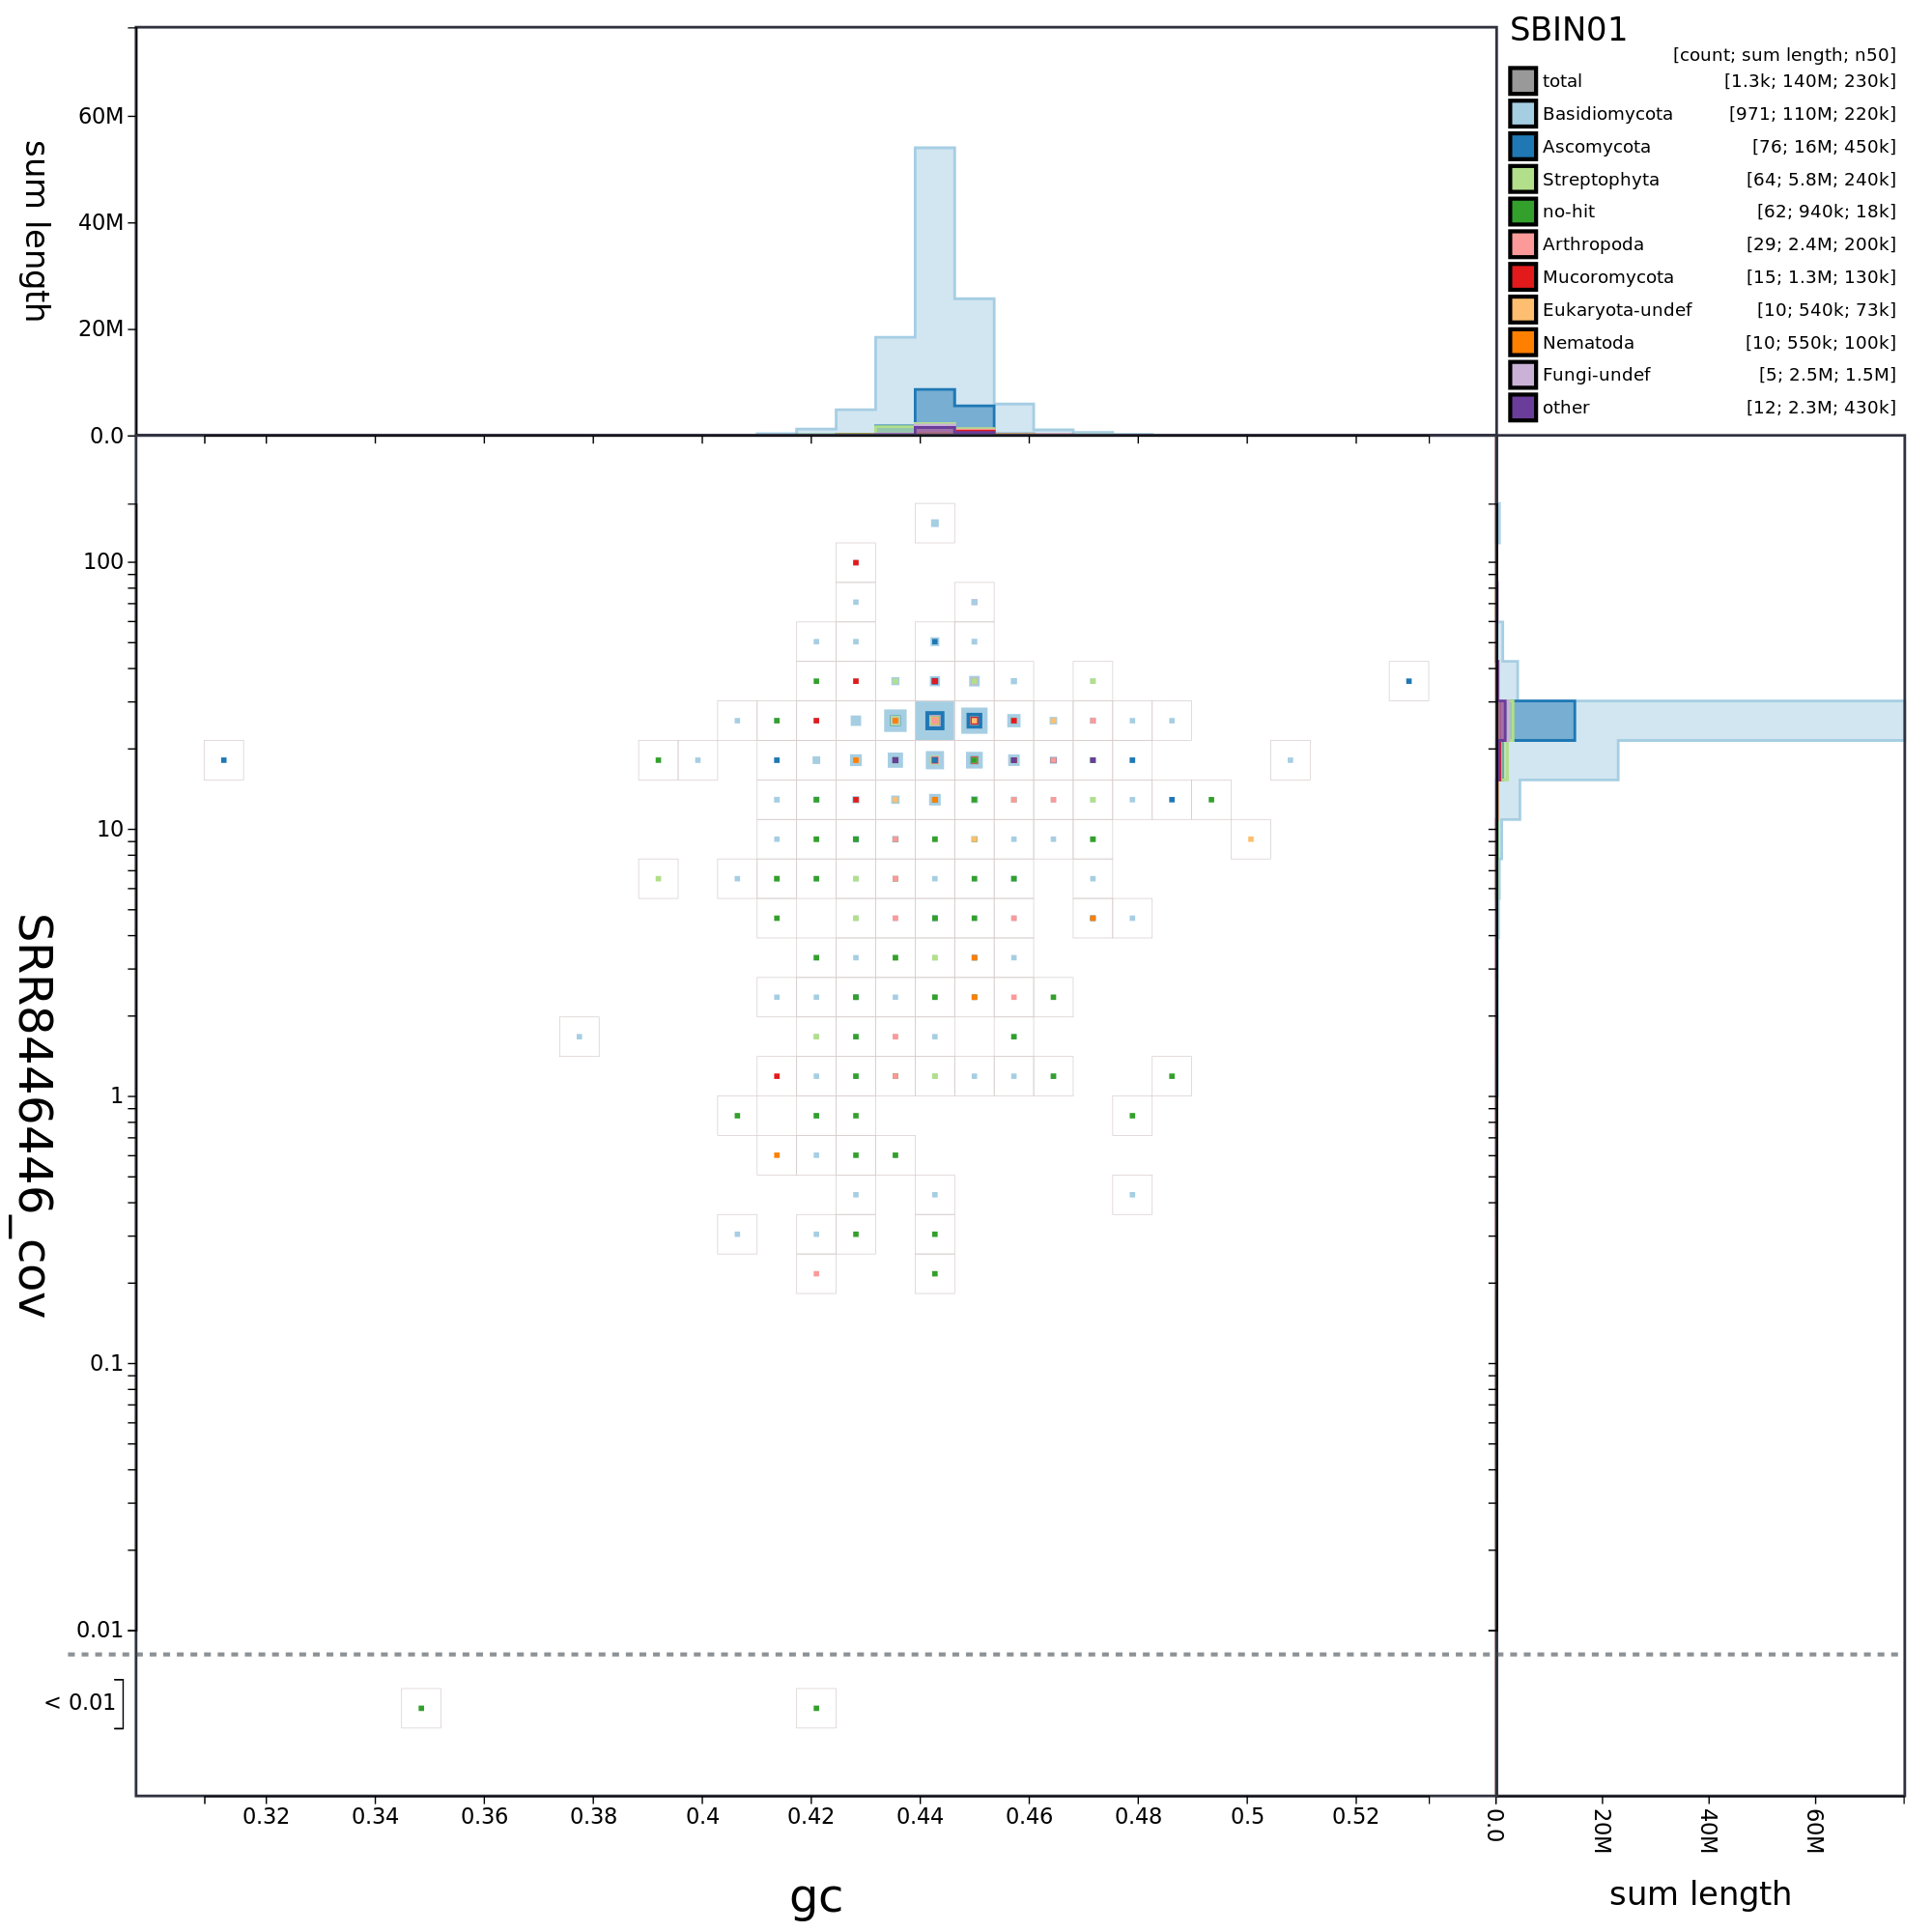 SBIN01
[count; sum length; n50]
total [1.3k; 140M; 230k]
Basidiomycota [971; 110M; 220k]
Ascomycota [76; 16M; 450k]
Streptophyta [64; 5.8M; 240k]
no-hit [62; 940k; 18k]
Arthropoda [29; 2.4M; 200k]
Mucoromycota [15; 1.3M; 130k]
Eukaryota-undef [10; 540k; 73k]
Nematoda [10; 550k; 100k]
Fungi-undef [5; 2.5M; 1.5M]
other [12; 2.3M; 430k]
sum length
60M
40M
20M
0.0
SRR8446446_cov
100
10
1
0.1
0.01
< 0.01
0.32 0.34 0.36 0.38 0.4 0.42 0.44 0.46 0.48 0.5 0.52
gc
0.0 20M 40M 60M
sum length